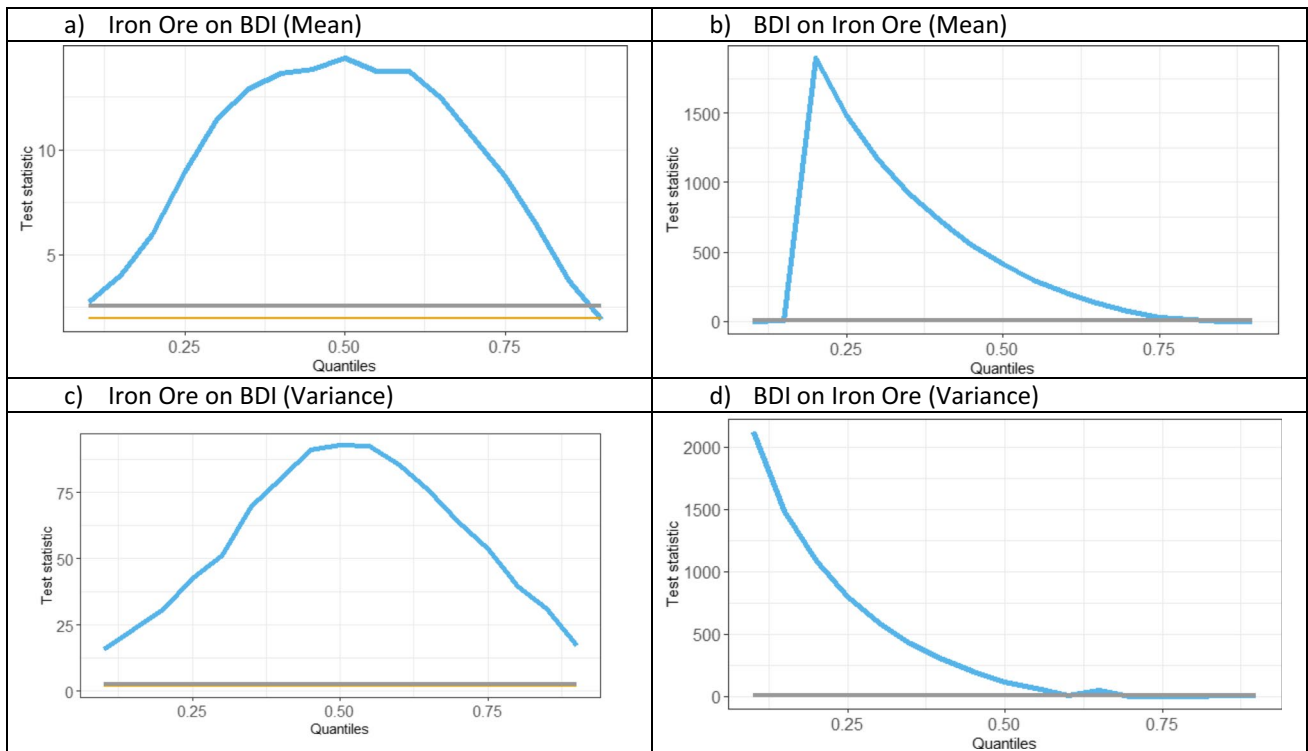 a) Iron Ore on BDI (Mean)
b) BDI on Iron Ore (Mean)
Test statistic
10
5
0.25
0.50
0.75
Quantiles
Test statistic
1500
1000
500
0
0.25
0.50
0.75
Quantiles
c) Iron Ore on BDI (Variance)
d) BDI on Iron Ore (Variance)
Test statistic
75
50
25
0
0.25
0.50
0.75
Quantiles
Test statistic
2000
1500
1000
500
0
0.25
0.50
0.75
Quantiles